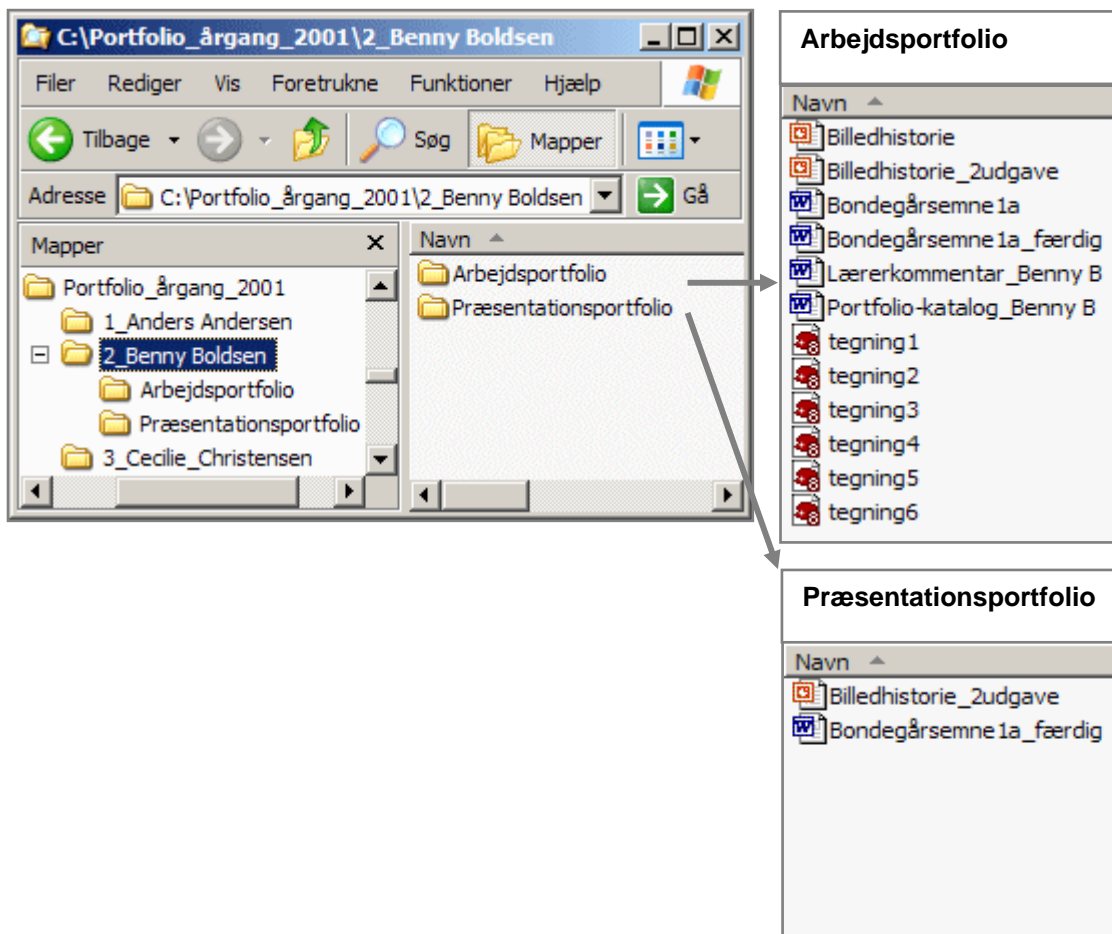 C:\Portfolio_årgang_2001\2_Benny Boldsen
Filer Rediger Vis Foretrukne Funktioner Hjælp
Tilbage Søg Mapper
Adresse C:\Portfolio_årgang_2001\2_Benny Boldsen Gå
Mapper
Portfolio_årgang_2001
1_Anders Andersen
2_Benny Boldsen
Arbejdsportfolio
Præsentationsportfolio
3_Cecilie_Christensen
Navn
Arbejdsportfolio
Præsentationsportfolio
Arbejdsportfolio
Navn
Billedhistorie
Billedhistorie_2udgave
Bondegårsemne1a
Bondegårsemne1a_færdig
Lærerkommentar_Benny B
Portfolio-katalog_Benny B
tegning1
tegning2
tegning3
tegning4
tegning5
tegning6
Præsentationsportfolio
Navn
Billedhistorie_2udgave
Bondegårsemne1a_færdig